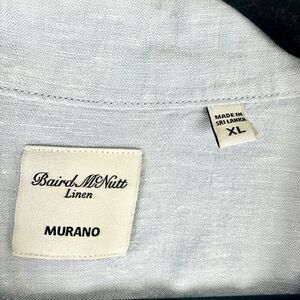 MADE IN
SRI LANKA
XL
Baird McNutt
Linen
MURANO